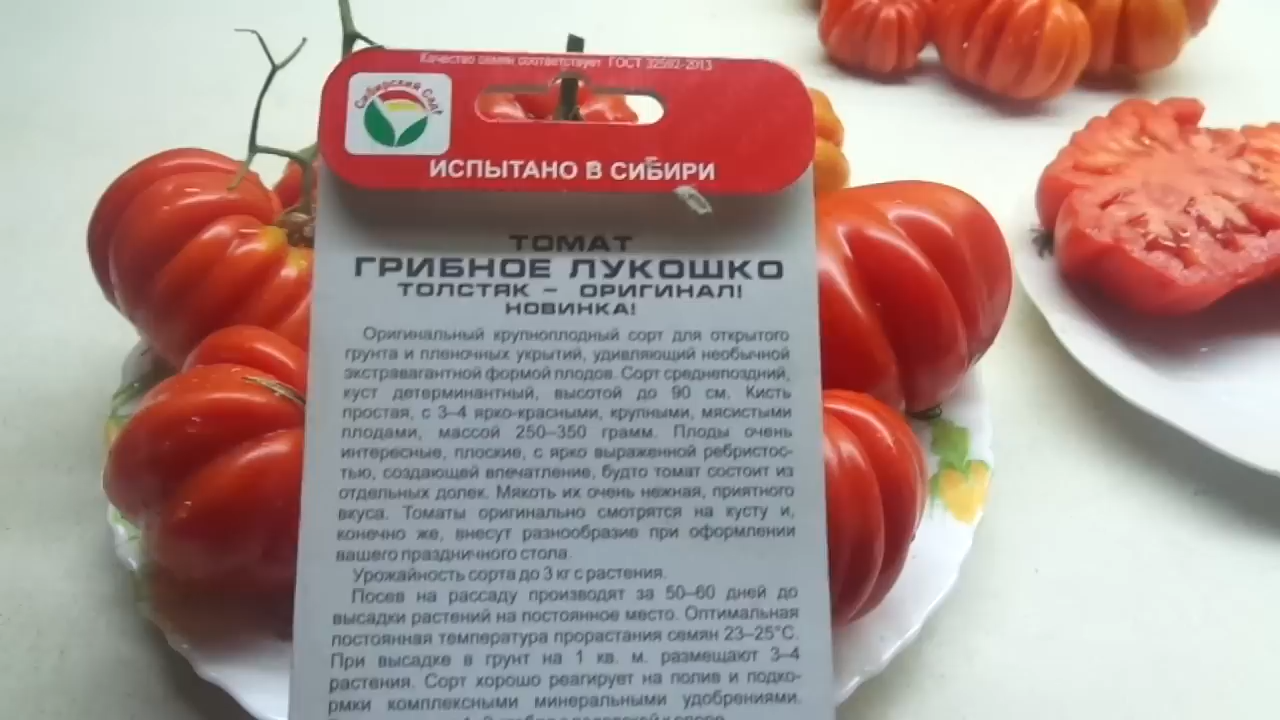 Качество семян соответствует ГОСТ 32592-2013
Сибирский Сад
ИСПЫТАНО В СИБИРИ
ТОМАТ
ГРИБНОЕ ЛУКОШКО
ТОЛСТЯК – ОРИГИНАЛ!
НОВИНКА!
Оригинальный крупноплодный сорт для открытого
грунта и пленочных укрытий, удивляющий необычной
экстравагантной формой плодов. Сорт среднепоздний,
куст детерминантный, высотой до 90 см. Кисть
простая, с 3–4 ярко-красными, крупными, мясистыми
плодами, массой 250–350 грамм. Плоды очень
интересные, плоские, с ярко выраженной ребристос-
тью, создающей впечатление, будто томат состоит из
отдельных долек. Мякоть их очень нежная, приятного
вкуса. Томаты оригинально смотрятся на кусту и,
конечно же, внесут разнообразие при оформлении
вашего праздничного стола.
Урожайность сорта до 3 кг с растения.
Посев на рассаду производят за 50–60 дней до
высадки растений на постоянное место. Оптимальная
постоянная температура прорастания семян 23–25°С.
При высадке в грунт на 1 кв. м. размещают 3–4
растения. Сорт хорошо реагирует на полив и подко-
рмки комплексными минеральными удобрениями.